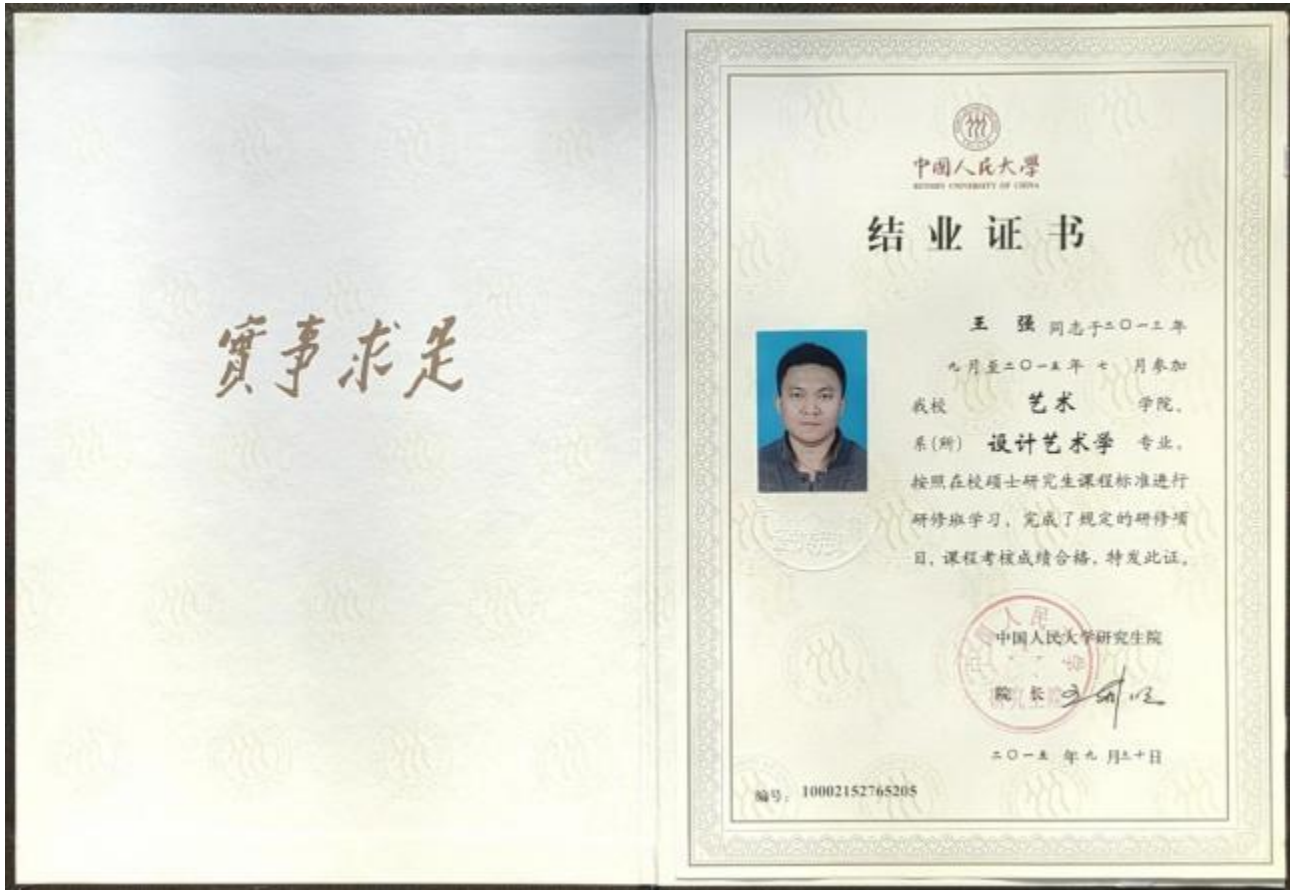 實事求是
中國人民大學
RENMIN UNIVERSITY OF CHINA
结业证书
王 强 同志于二〇一三年
九月至二〇一五年 七 月参加
我校 艺术 学院、
系(所) 设计艺术学 专业,
按照在校硕士研究生课程标准进行
研修班学习，完成了规定的研修项
目，课程考核成绩合格，特发此证。
中国人民大学研究生院
院 长
二〇一五 年 九 月三十日
编号： 10002152765205